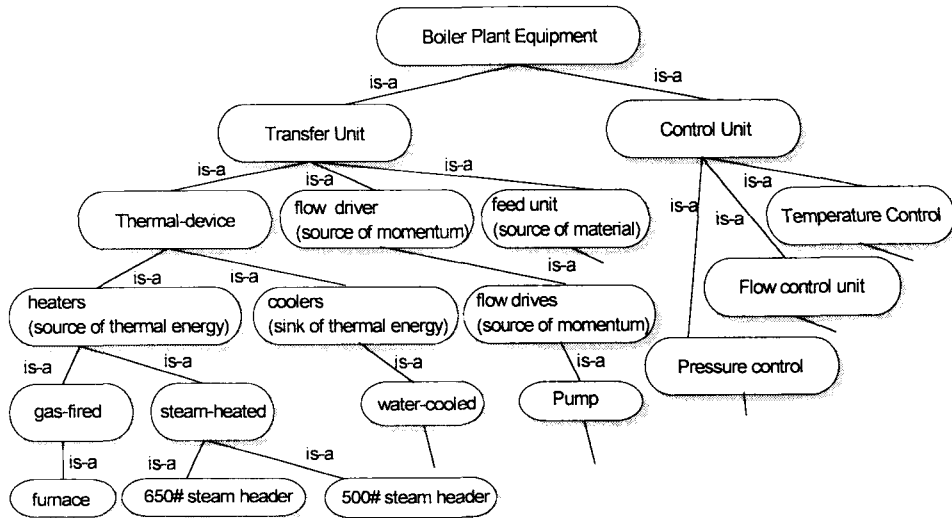 Boiler Plant Equipment
is-a
is-a
Transfer Unit
Control Unit
is-a
is-a
is-a
is-a
is-a
is-a
Thermal-device
flow driver
(source of momentum)
feed unit
(source of material)
Temperature Control
is-a
is-a
is-a
heaters
(source of thermal energy)
coolers
(sink of thermal energy)
flow drives
(source of momentum)
Flow control unit
is-a
is-a
is-a
is-a
Pressure control
gas-fired
steam-heated
water-cooled
Pump
is-a
is-a
is-a
furnace
650# steam header
500# steam header